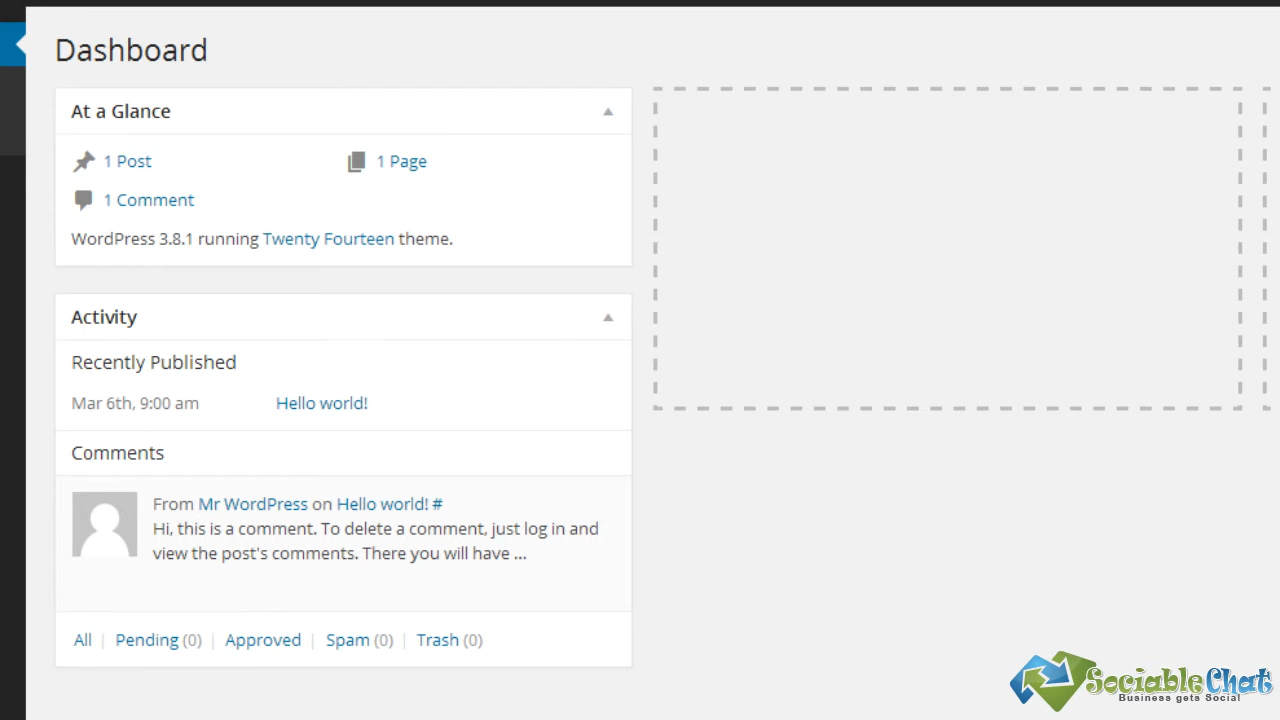 Dashboard
At a Glance
1 Post
1 Page
1 Comment
WordPress 3.8.1 running Twenty Fourteen theme.
Activity
Recently Published
Mar 6th, 9:00 am
Hello world!
Comments
From Mr WordPress on Hello world! #
Hi, this is a comment. To delete a comment, just log in and
view the post's comments. There you will have ...
All | Pending (0) | Approved | Spam (0) | Trash (0)
SociableChat
Business gets Social